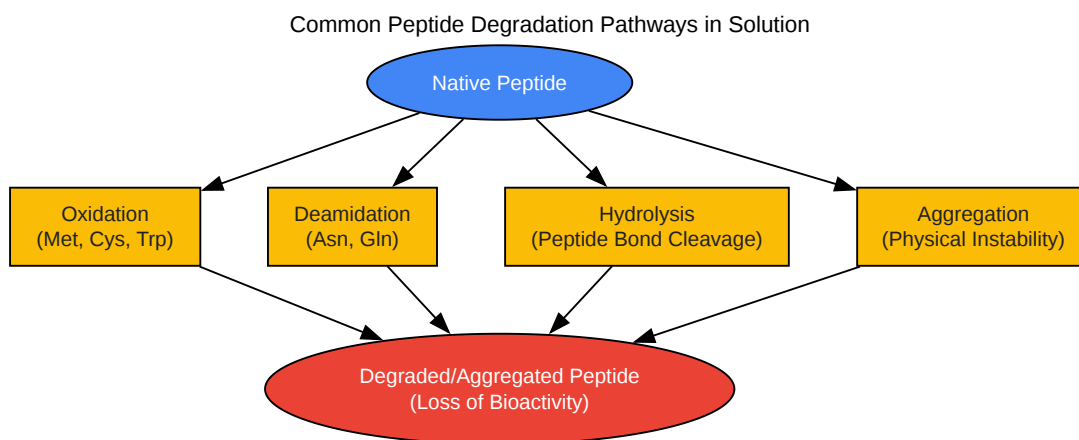 Common Peptide Degradation Pathways in Solution
Native Peptide
Oxidation
(Met, Cys, Trp)
Deamidation
(Asn, Gln)
Hydrolysis
(Peptide Bond Cleavage)
Aggregation
(Physical Instability)
Degraded/Aggregated Peptide
(Loss of Bioactivity)